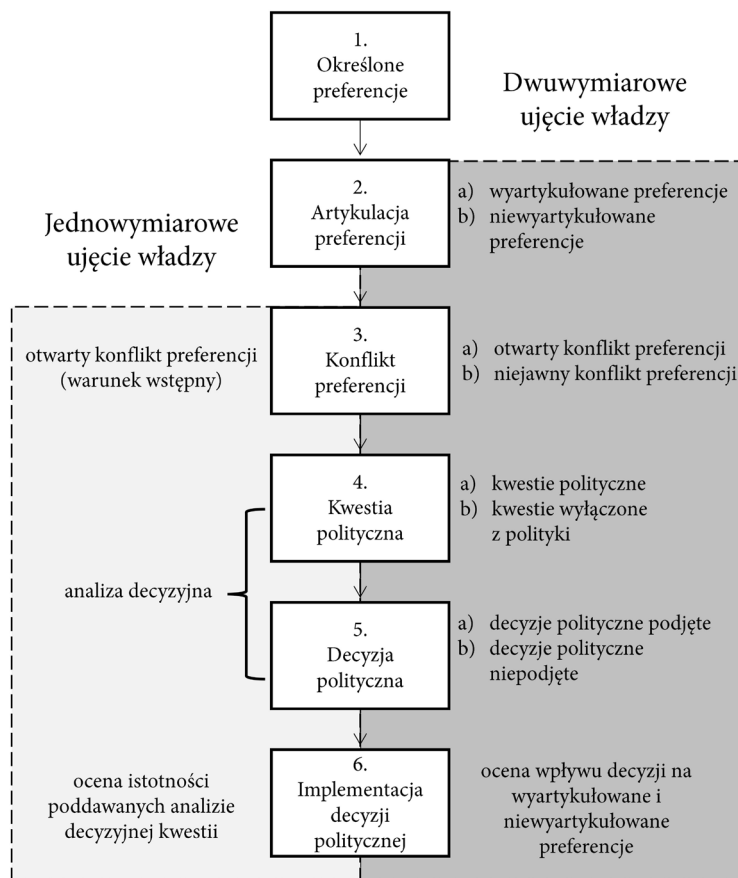 1.
Określone
preferencje
Dwuwymiarowe
ujęcie władzy
2.
Artykulacja
preferencji
a) wyartykułowane preferencje
b) niewyartykułowane
preferencje
Jednowymiarowe
ujęcie władzy
otwarty konflikt preferencji
(warunek wstępny)
3.
Konflikt
preferencji
a) otwarty konflikt preferencji
b) niejawny konflikt preferencji
4.
Kwestia
polityczna
a) kwestie polityczne
b) kwestie wyłączone
z polityki
analiza decyzyjna
5.
Decyzja
polityczna
a) decyzje polityczne podjęte
b) decyzje polityczne
niepodjęte
ocena istotności
poddawanych analizie
decyzyjnej kwestii
6.
Implementacja
decyzji
politycznej
ocena wpływu decyzji na
wyartykułowane i
niewyartykułowane
preferencje